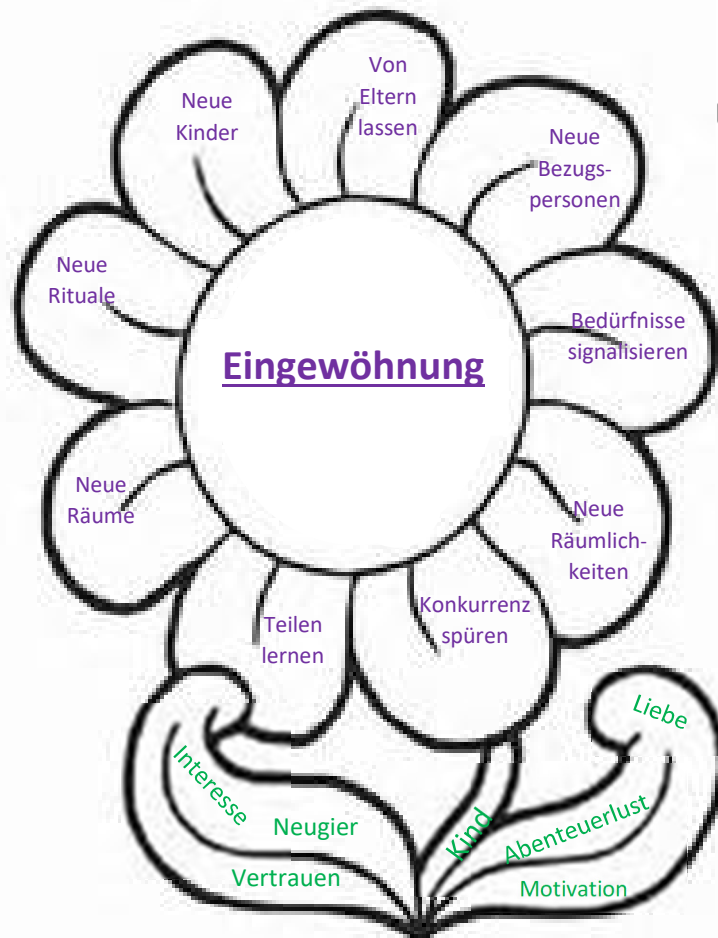 Von
Eltern
lassen
Neue
Kinder
Neue
Bezugs-
personen
Neue
Rituale
Bedürfnisse
signalisieren
Eingewöhnung
Neue
Räume
Neue
Räumlich-
keiten
Teilen
lernen
Konkurrenz
spüren
Interesse
Neugier
Vertrauen
Kind
Liebe
Abenteuerlust
Motivation